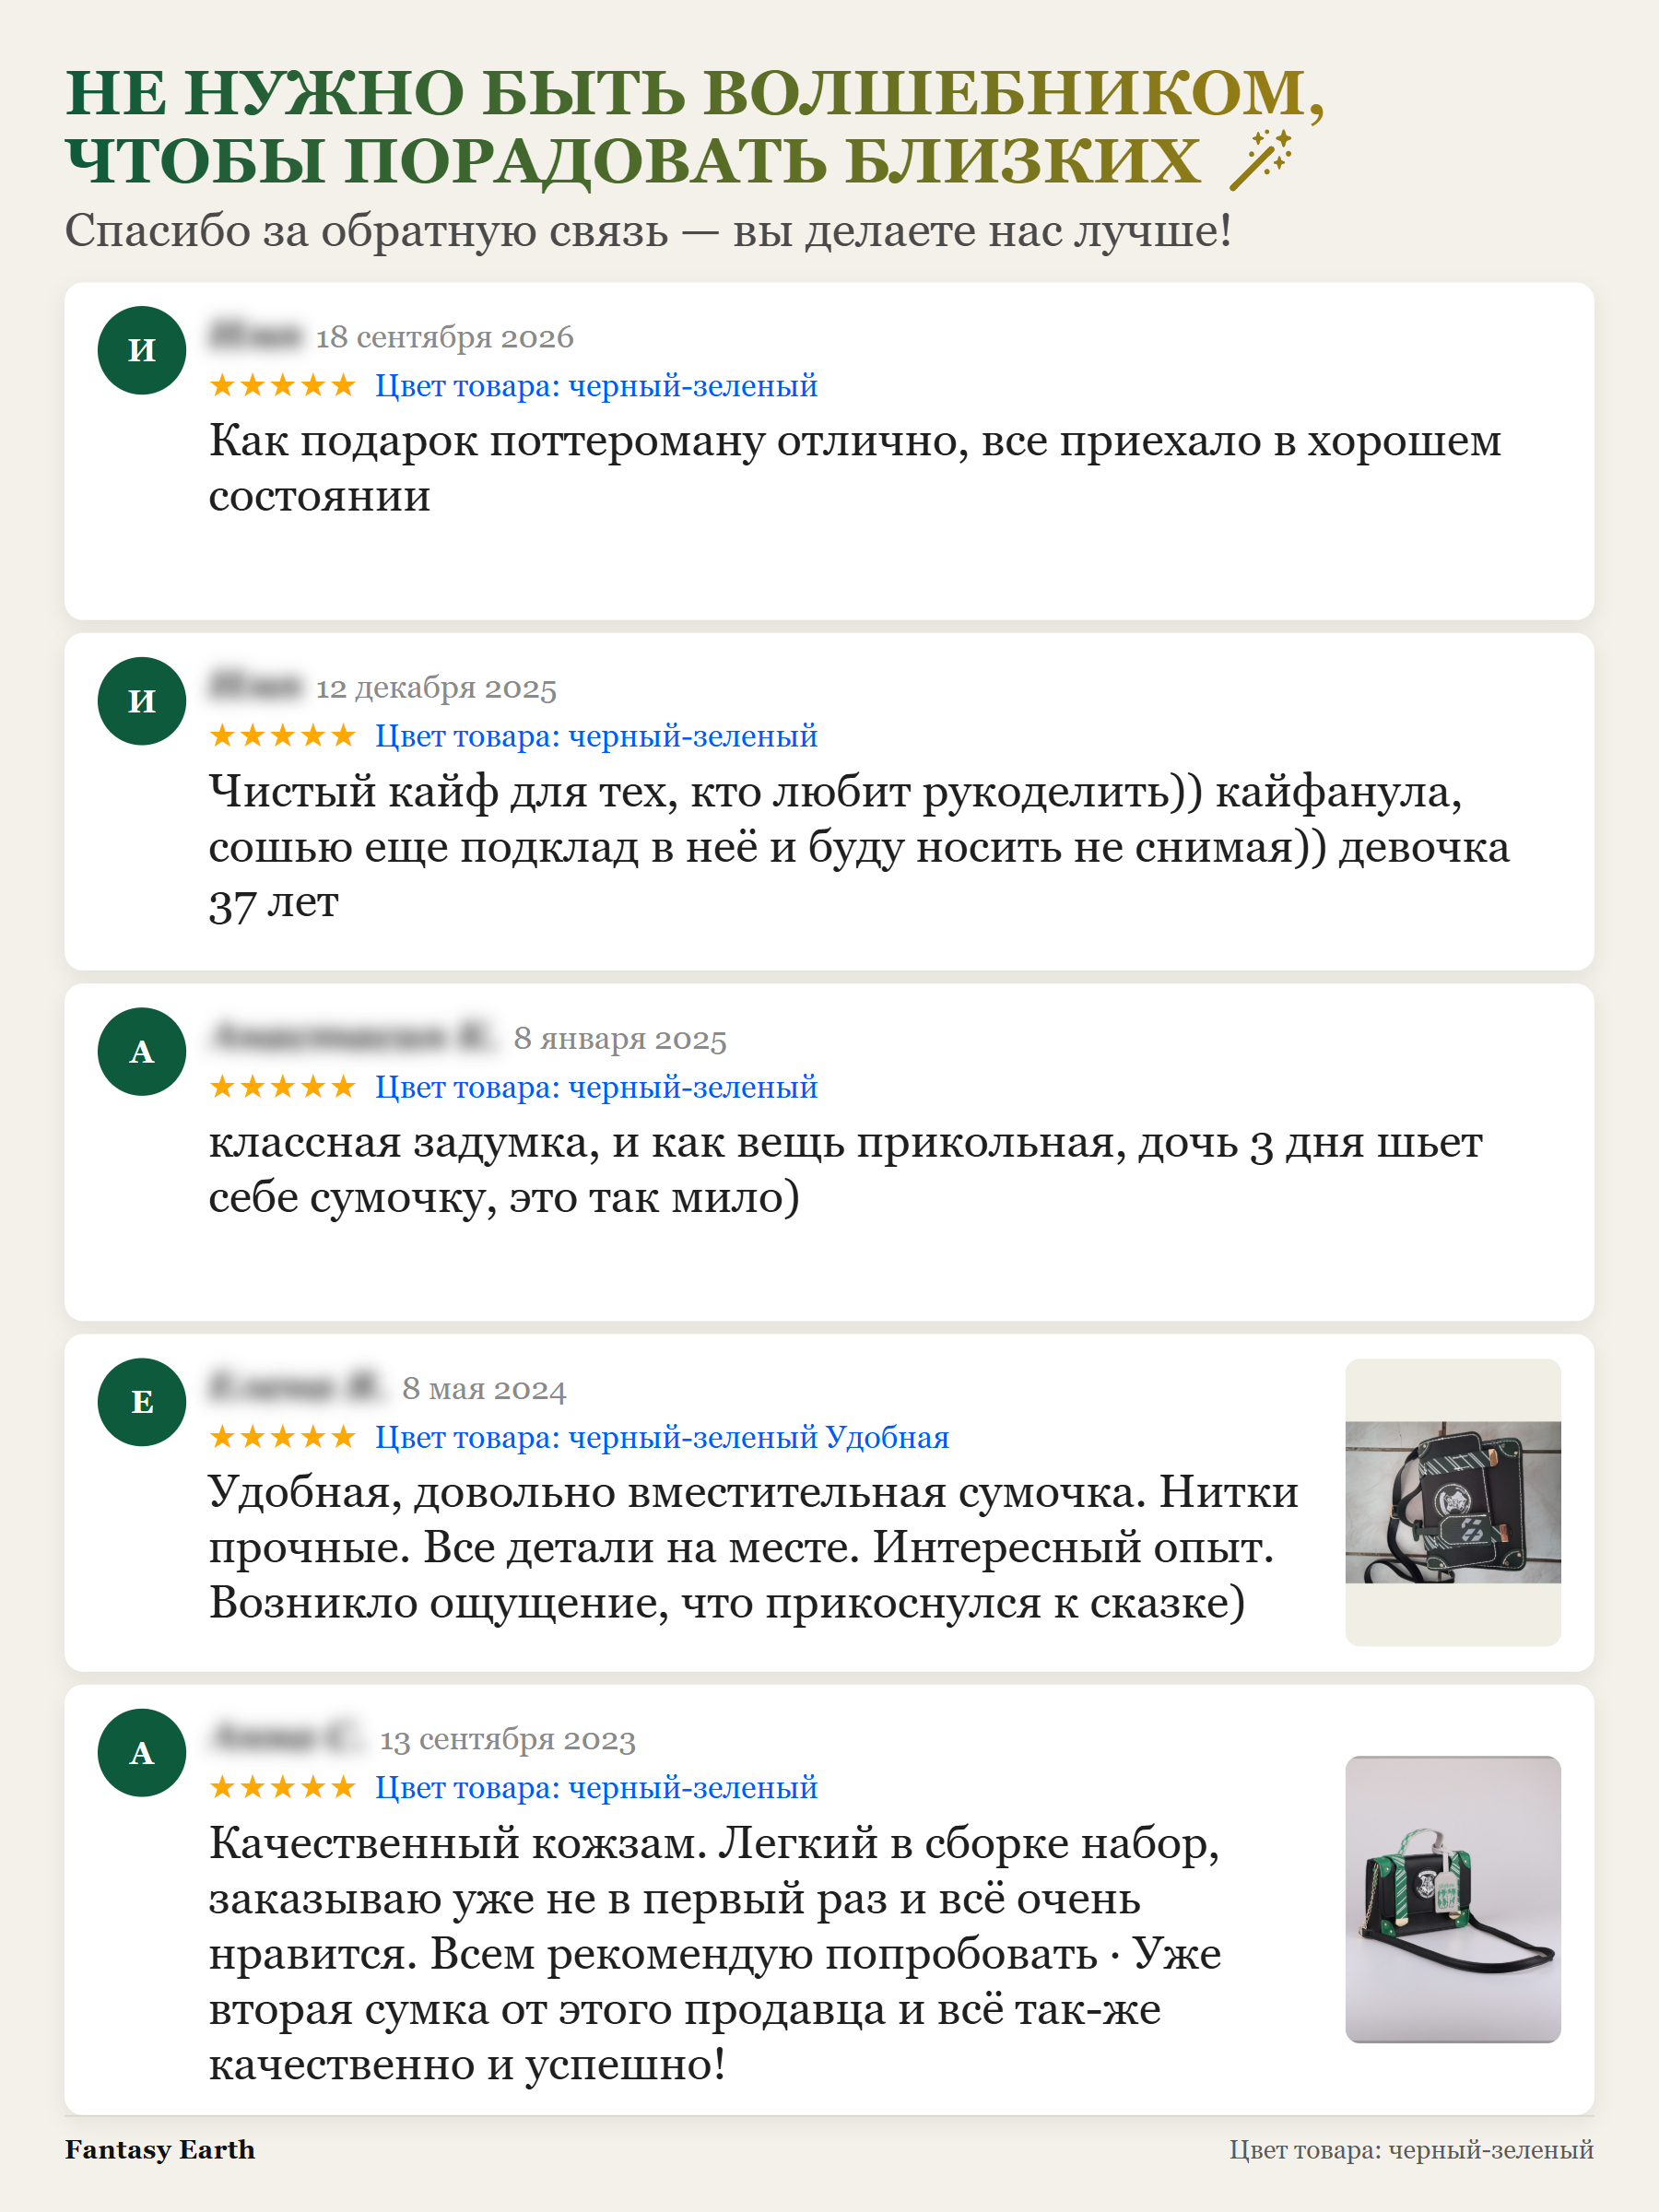 НЕ НУЖНО БЫТЬ ВОЛШЕБНИКОМ,
ЧТОБЫ ПОРАДОВАТЬ БЛИЗКИХ
Спасибо за обратную связь — вы делаете нас лучше!
И
18 сентября 2026
★★★★★ Цвет товара: черный-зеленый
Как подарок поттероману отлично, все приехало в хорошем
состоянии
И
12 декабря 2025
★★★★★ Цвет товара: черный-зеленый
Чистый кайф для тех, кто любит рукоделить)) кайфанула,
сошью еще подклад в неё и буду носить не снимая)) девочка
37 лет
А
8 января 2025
★★★★★ Цвет товара: черный-зеленый
классная задумка, и как вещь прикольная, дочь 3 дня шьет
себе сумочку, это так мило)
Е
8 мая 2024
★★★★★ Цвет товара: черный-зеленый Удобная
Удобная, довольно вместительная сумочка. Нитки
прочные. Все детали на месте. Интересный опыт.
Возникло ощущение, что прикоснулся к сказке)
А
13 сентября 2023
★★★★★ Цвет товара: черный-зеленый
Качественный кожзам. Легкий в сборке набор,
заказываю уже не в первый раз и всё очень
нравится. Всем рекомендую попробовать · Уже
вторая сумка от этого продавца и всё так-же
качественно и успешно!
Fantasy Earth
Цвет товара: черный-зеленый